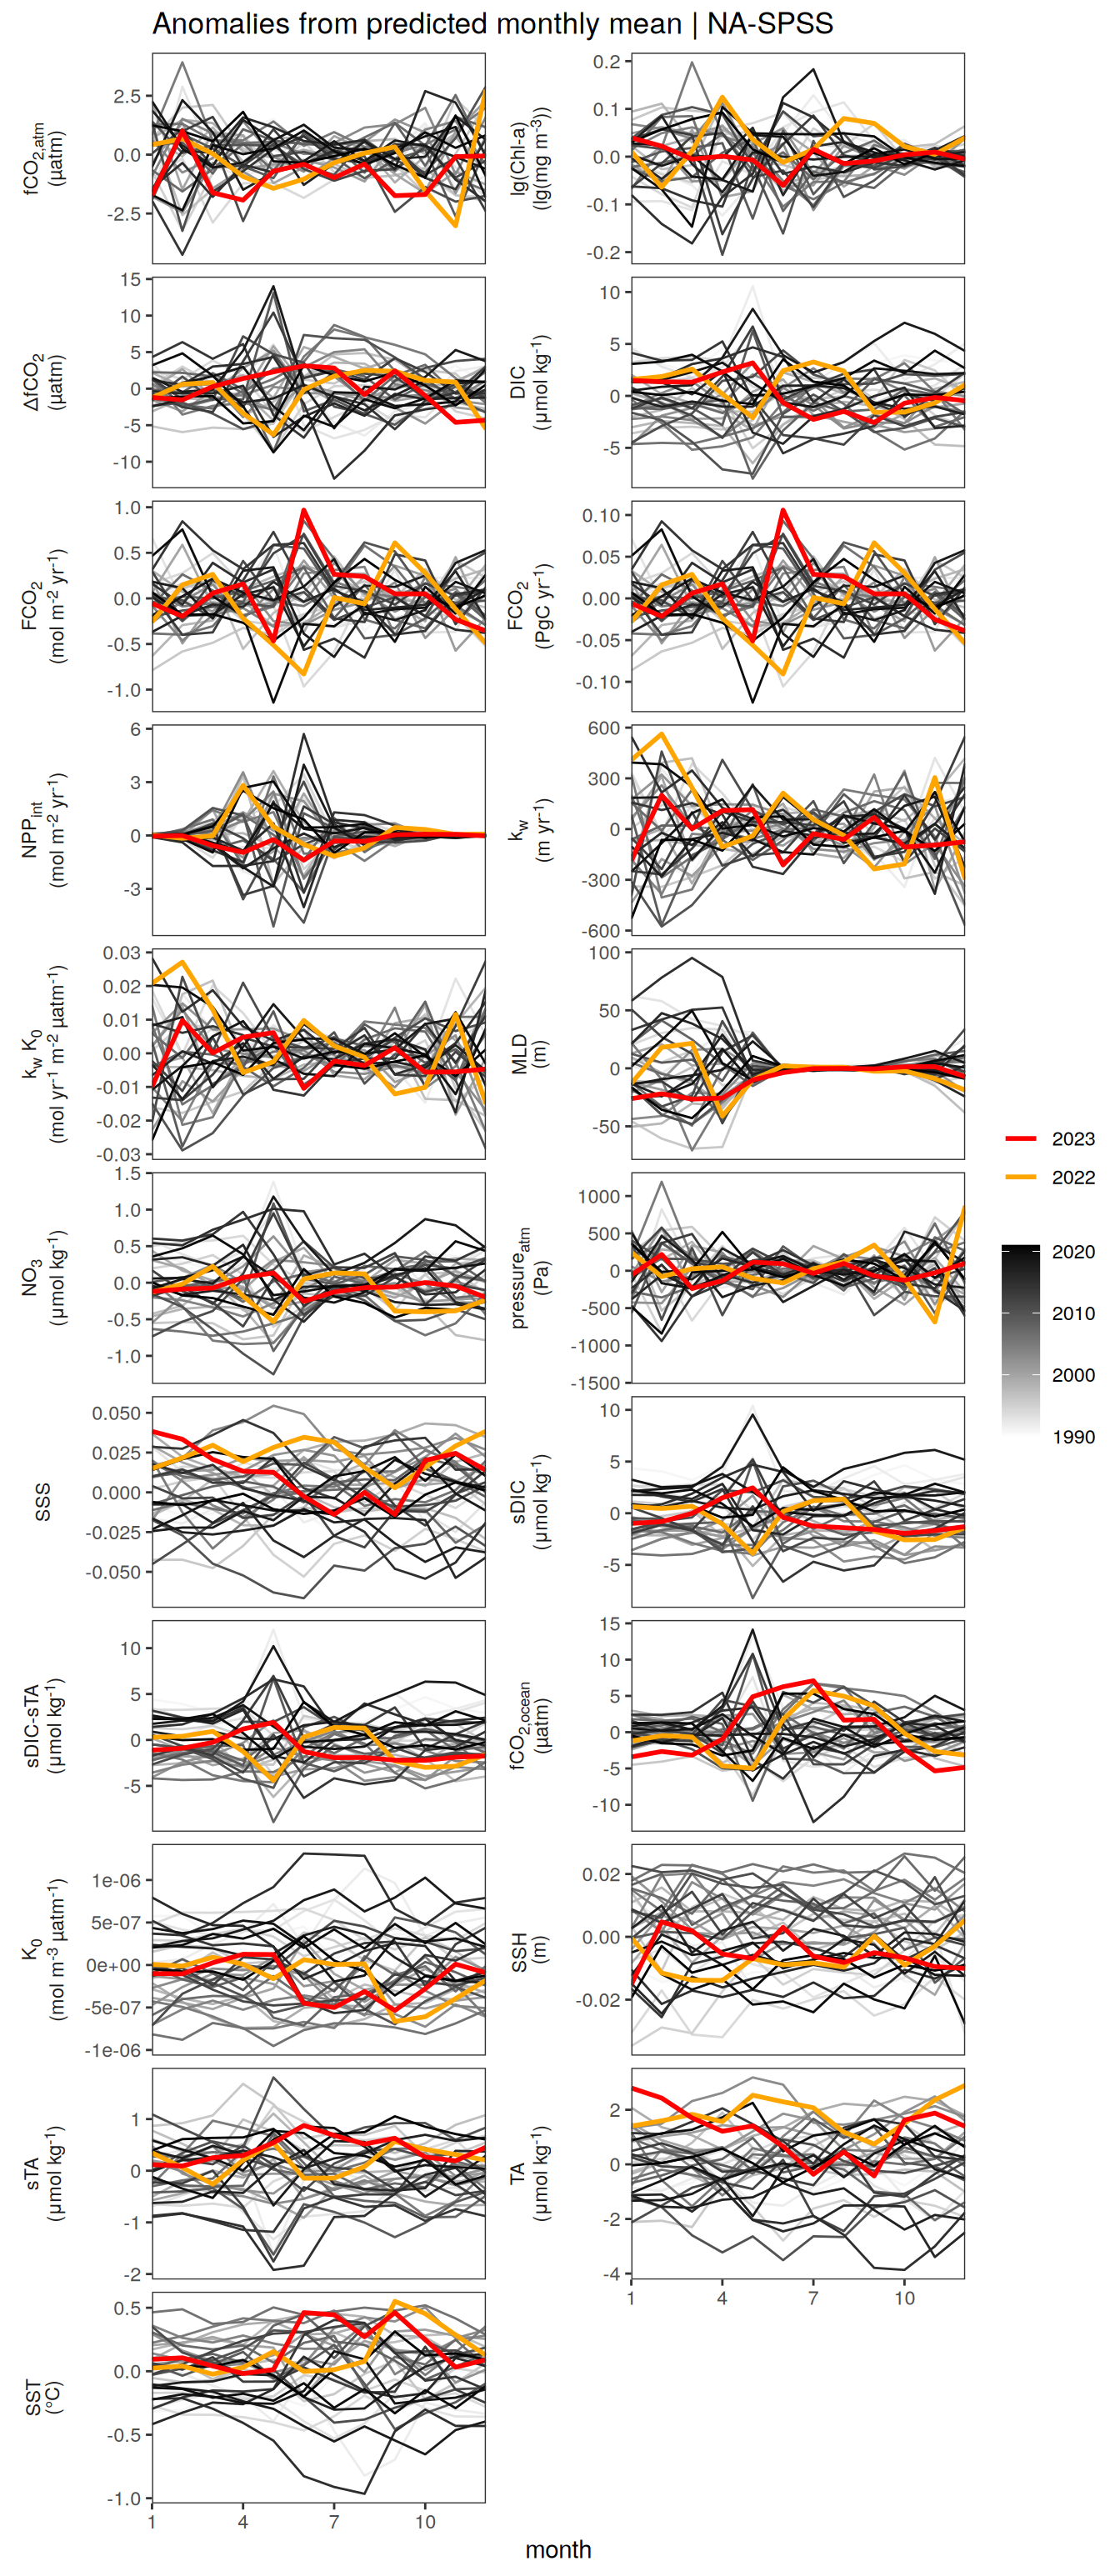 Anomalies from predicted monthly mean | NA-SPSS
fCO2,atm
(µatm)
2.5
0.0
-2.5
lg(Chl-a)
(lg(mg m-3))
0.2
0.1
0.0
-0.1
-0.2
ΔfCO2
(µatm)
15
10
5
0
-5
-10
DIC
(µmol kg-1)
10
5
0
-5
FCO2
(mol m-2 yr-1)
1.0
0.5
0.0
-0.5
-1.0
FCO2
(PgC yr-1)
0.10
0.05
0.00
-0.05
-0.10
NPPint
(mol m-2 yr-1)
6
3
0
-3
kw
(m yr-1)
600
300
0
-300
-600
kw K0
(mol yr-1 m-2 µatm-1)
0.03
0.02
0.01
0.00
-0.01
-0.02
-0.03
MLD
(m)
100
50
0
-50
NO3
(µmol kg-1)
1.5
1.0
0.5
0.0
-0.5
-1.0
pressureatm
(Pa)
1000
500
0
-500
-1000
-1500
SSS
0.050
0.025
0.000
-0.025
-0.050
sDIC
(µmol kg-1)
10
5
0
-5
sDIC-sTA
(µmol kg-1)
10
5
0
-5
fCO2,ocean
(µatm)
15
10
5
0
-5
-10
K0
(mol m-3 µatm-1)
1e-06
5e-07
0e+00
-5e-07
-1e-06
SSH
(m)
0.02
0.00
-0.02
sTA
(µmol kg-1)
1
0
-1
-2
TA
(µmol kg-1)
2
0
-2
-4
1
4
7
10
SST
(°C)
0.5
0.0
-0.5
-1.0
1
4
7
10
month
2023
2022
2020
2010
2000
1990